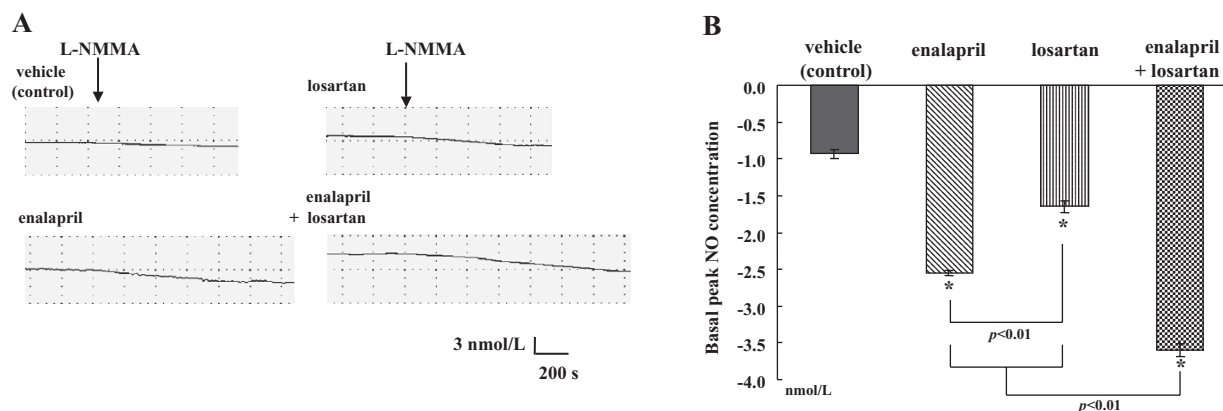 A
L-NMMA
vehicle
(control)
L-NMMA
losartan
enalapril
enalapril
+ losartan
3 nmol/L
200 s
B
vehicle
(control)
enalapril
losartan
enalapril
+ losartan
Basal peak NO concentration
0.0
-0.5
-1.0
-1.5
-2.0
-2.5
-3.0
-3.5
-4.0
nmol/L
*
*
*
p<0.01
p<0.01